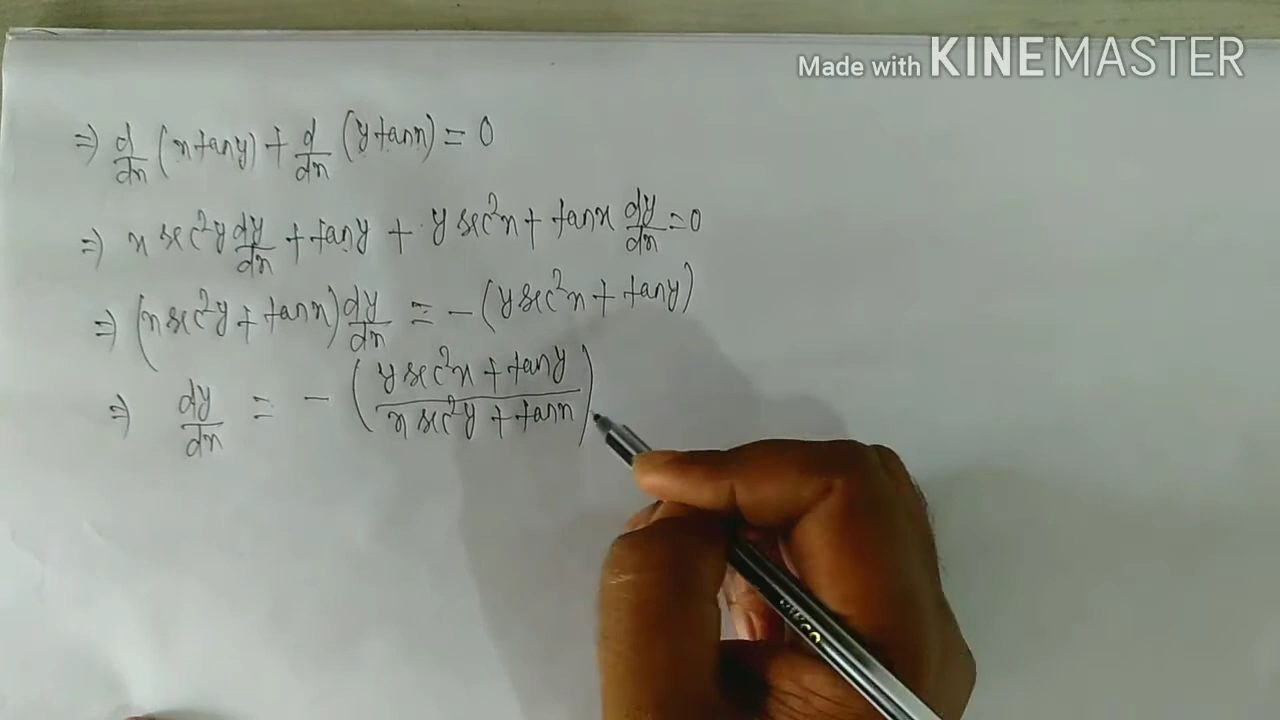 Made with KINEMASTER
⇒ d/dx (x tany) + d/dx (y tanx) = 0
⇒ x sec²y dy/dx + tany + y sec²x + tanx dy/dx = 0
⇒ (x sec²y + tanx) dy/dx = - (y sec²x + tany)
⇒ dy/dx = - (y sec²x + tany / x sec²y + tanx)